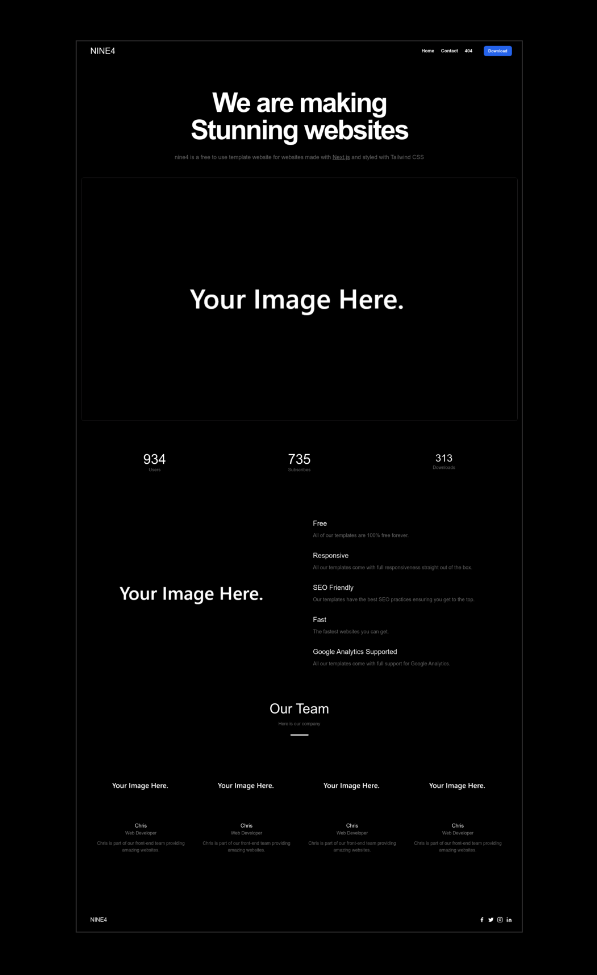 NINE4
Home Contact 404 Download
We are making
Stunning websites
nine4 is a free to use template website for websites made with Next.js and styled with Tailwind CSS
Your Image Here.
934
Users
735
Subscribes
313
Downloads
Free
All of our templates are 100% free forever.
Responsive
All our templates come with full responsiveness straight out of the box.
SEO Friendly
Our templates have the best SEO practices ensuring you get to the top.
Fast
The fastest websites you can get.
Google Analytics Supported
All our templates come with full support for Google Analytics.
Your Image Here.
Our Team
Here is our company
Your Image Here. Your Image Here. Your Image Here. Your Image Here.
Chris Chris Chris Chris
Web Developer Web Developer Web Developer Web Developer
Chris is part of our front-end team providing Chris is part of our front-end team providing Chris is part of our front-end team providing Chris is part of our front-end team providing
amazing websites amazing websites amazing websites amazing websites
NINE4